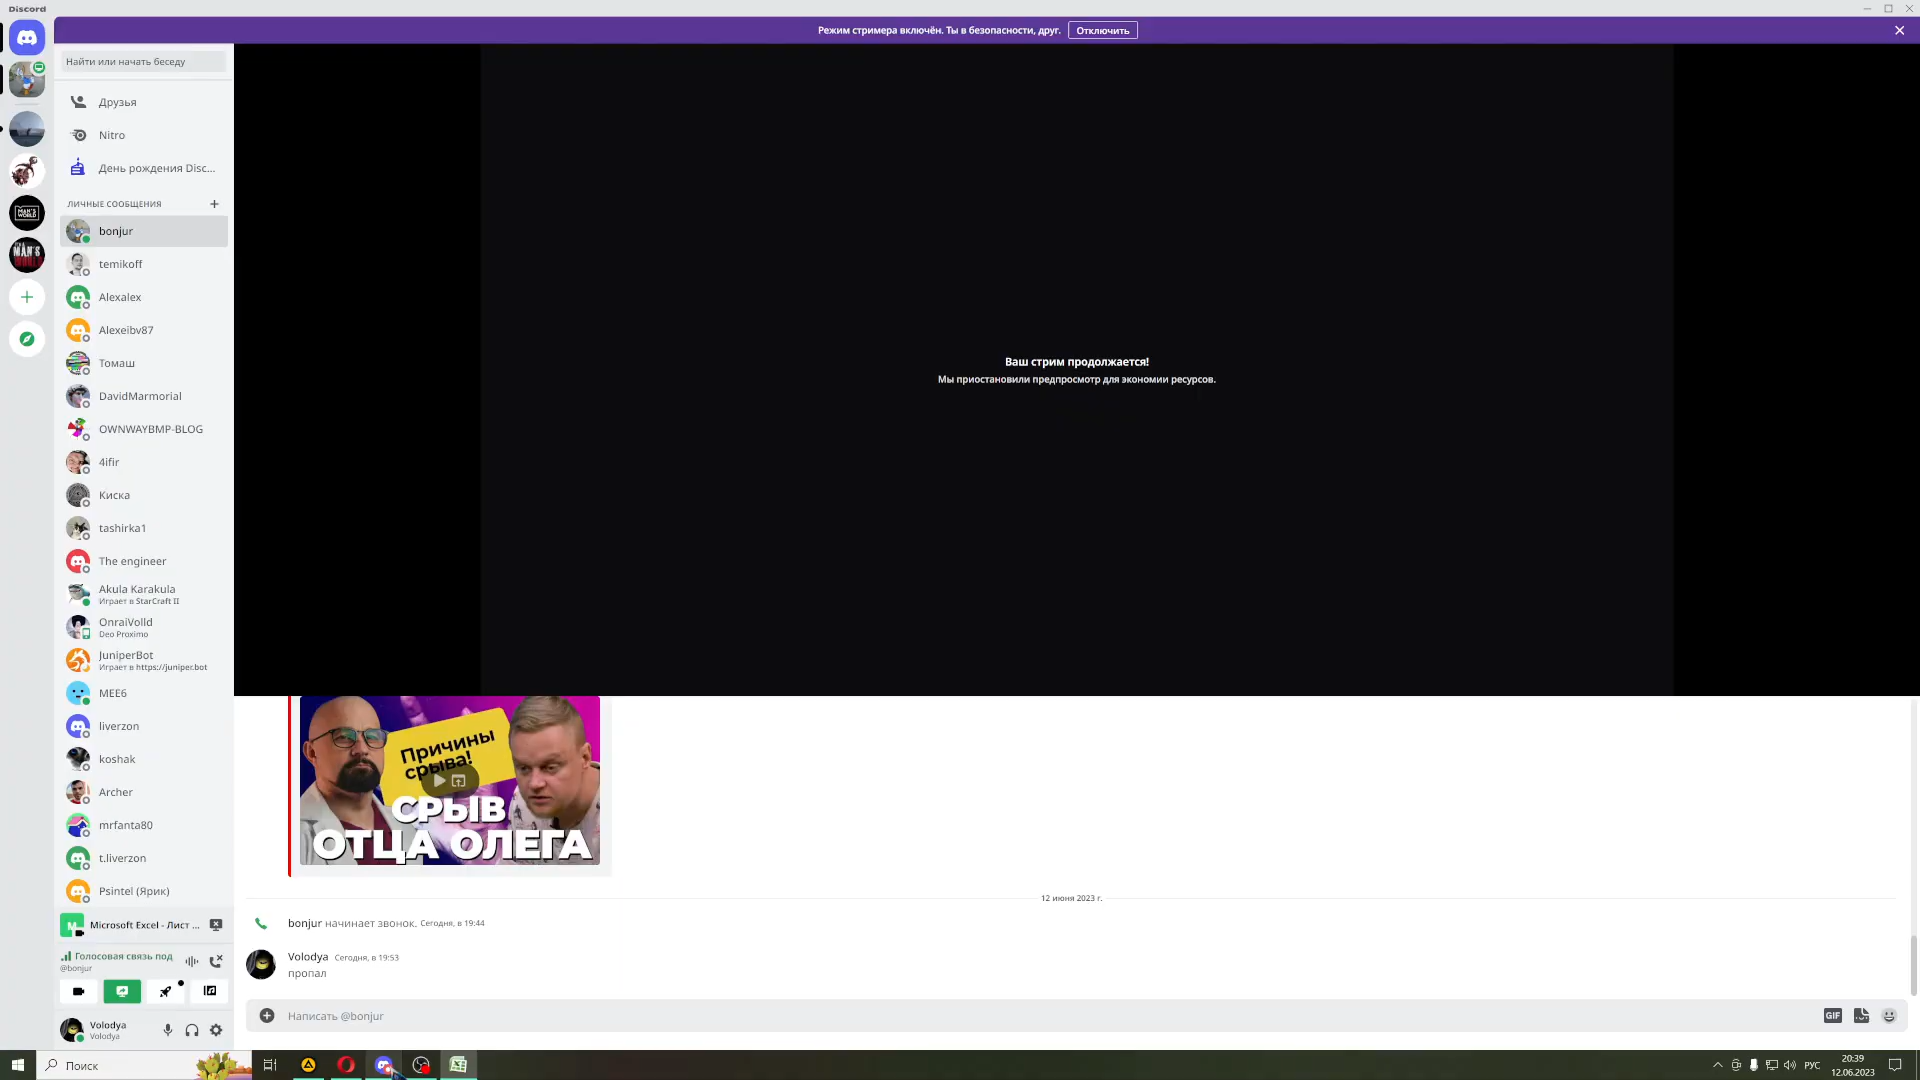 Discord
Режим стримера включён. Ты в безопасности, друг.
Отключить
Найти или начать беседу
Друзья
Nitro
День рождения Disc...
ЛИЧНЫЕ СООБЩЕНИЯ
bonjur
temikoff
Alexalex
Alexeibv87
Томаш
DavidMarmorial
OWNWAYBMP-BLOG
4ifir
Киска
tashirka1
The engineer
Akula Karakula
Играет в StarCraft II
OnraiVolld
Deo Proximo
JuniperBot
Играет в https://juniper.bot
MEE6
liverzon
koshak
Archer
mrfanta80
t.liverzon
Psintel (Ярик)
Microsoft Excel - Лист ...
Голосовая связь под
@bonjur
Volodya
Volodya
Ваш стрим продолжается!
Мы приостановили предпросмотр для экономии ресурсов.
Причины
срыва!
СРЫВ
ОТЦА ОЛЕГА
12 июня 2023 г.
bonjur начинает звонок. Сегодня, в 19:44
Volodya Сегодня, в 19:53
пропал
Написать @bonjur
GIF
Поиск
РУС
20:39
12.06.2023